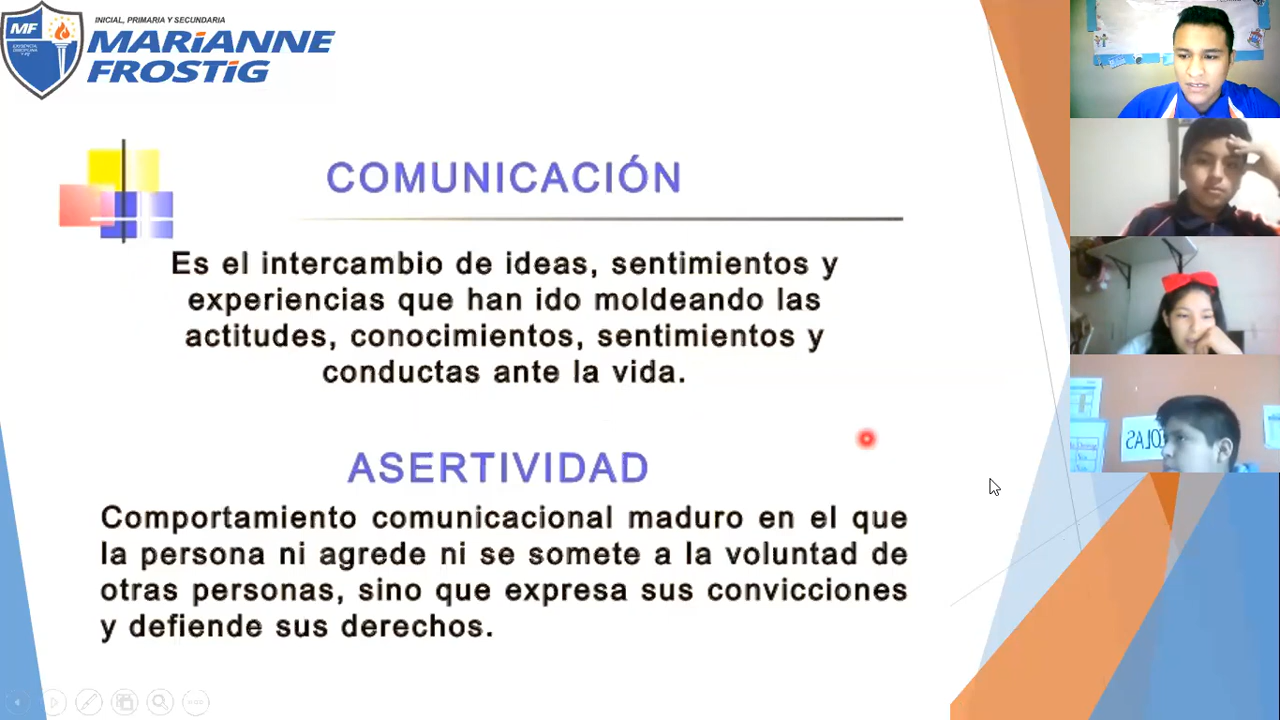 INICIAL, PRIMARIA Y SECUNDARIA
MF
MARiANNE
FROSTiG
COMUNICACIÓN
Es el intercambio de ideas, sentimientos y
experiencias que han ido moldeando las
actitudes, conocimientos, sentimientos y
conductas ante la vida.
ASERTIVIDAD
Comportamiento comunicacional maduro en el que
la persona ni agrede ni se somete a la voluntad de
otras personas, sino que expresa sus convicciones
y defiende sus derechos.